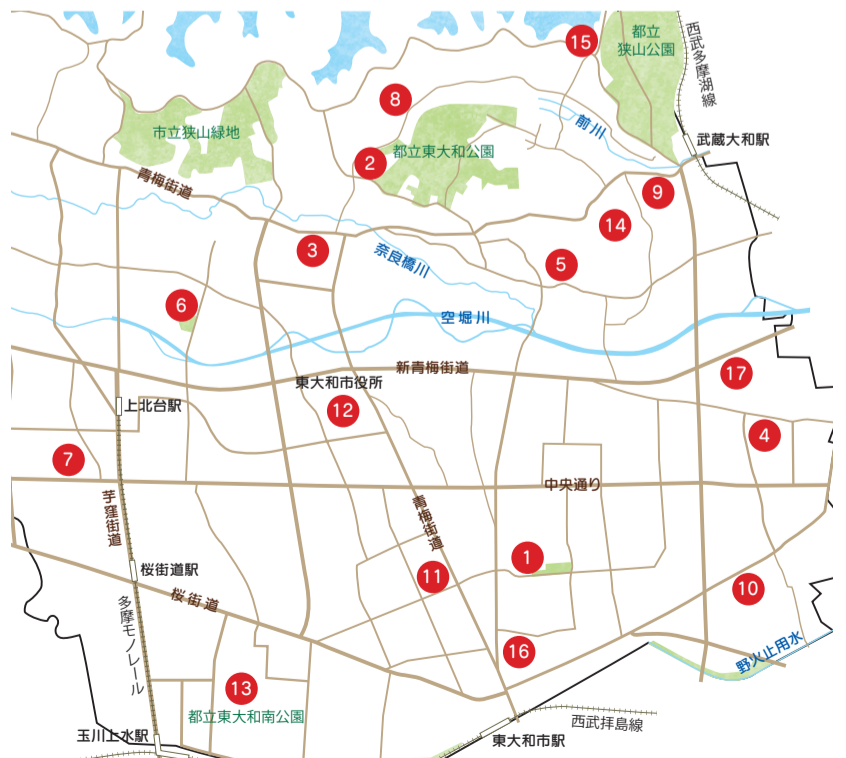 15
都立
狭山公園
西武多摩湖線
8
前川
市立狭山緑地
武蔵大和駅
都立東大和公園
2
青梅街道
9
14
3
奈良橋川
5
6
空堀川
新青梅街道
17
東大和市役所
上北台駅
12
4
7
中央通り
芋窪街道
青梅街道
1
桜街道駅
11
10
桜街道
多摩モノレール
16
野火止用水
13
都立東大和南公園
西武拝島線
玉川上水駅
東大和市駅